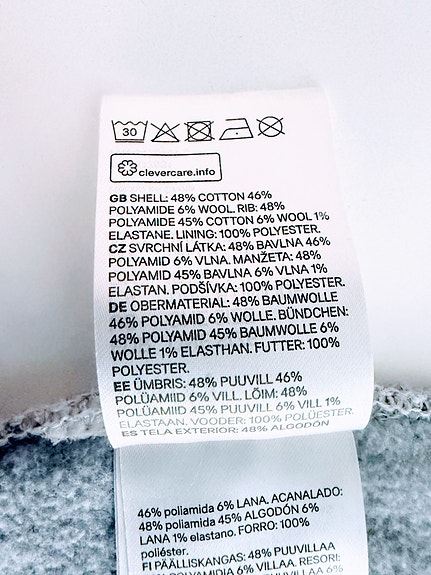 30
clevercare.info
GB SHELL: 48% COTTON 46%
POLYAMIDE 6% WOOL. RIB: 48%
POLYAMIDE 45% COTTON 6% WOOL 1%
ELASTANE. LINING: 100% POLYESTER.
CZ SVRCHNÍ LÁTKA: 48% BAVLNA 46%
POLYAMID 6% VLNA. MANŽETA: 48%
POLYAMID 45% BAVLNA 6% VLNA 1%
ELASTAN. PODŠÍVKA: 100% POLYESTER.
DE OBERMATERIAL: 48% BAUMWOLLE
46% POLYAMID 6% WOLLE. BÜNDCHEN:
48% POLYAMID 45% BAUMWOLLE 6%
WOLLE 1% ELASTHAN. FUTTER: 100%
POLYESTER.
EE ÜMBRIS: 48% PUUVILL 46%
POLÜAMIID 6% VILL. LÕIM: 48%
POLÜAMIID 45% PUUVILL 6% VILL 1%
ELASTAAN. VOODER: 100% POLÜESTER.
ES TELA EXTERIOR: 48% ALGODÓN
46% poliamida 6% LANA. ACANALADO:
48% poliamida 45% ALGODÓN 6%
LANA 1% elastano. FORRO: 100%
poliéster.
FI PÄÄLLISKANGAS: 48% PUUVILLAA
POLYAMIDIA 6% VILLAA. RESORI:
PUUVILLAA 6%